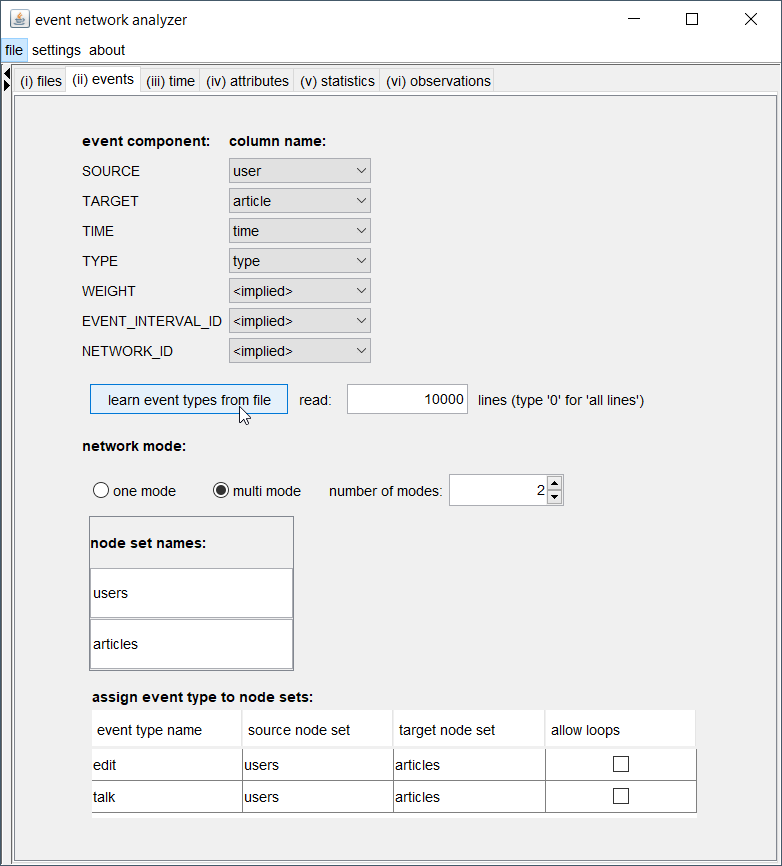 event network analyzer
file settings about
(i) files (ii) events (iii) time (iv) attributes (v) statistics (vi) observations
event component: column name:
SOURCE user
TARGET article
TIME time
TYPE type
WEIGHT <implied>
EVENT_INTERVAL_ID <implied>
NETWORK_ID <implied>
learn event types from file read: 10000 lines (type '0' for 'all lines')
network mode:
one mode multi mode number of modes: 2
node set names:
users
articles
assign event type to node sets:
event type name source node set target node set allow loops
edit users articles
talk users articles